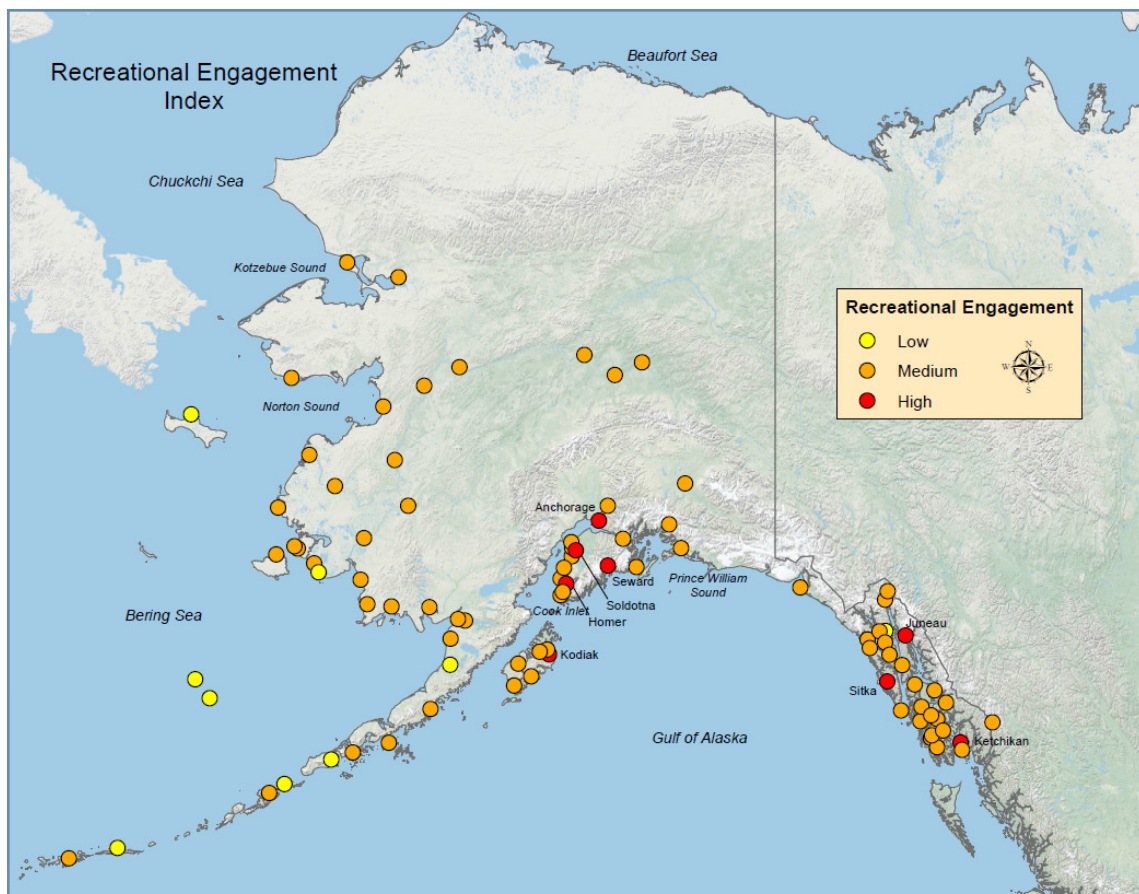 Recreational Engagement
Index
Beaufort Sea
Chuckchi Sea
Kotzebue Sound
Norton Sound
Recreational Engagement
Low
Medium
High
N
W
E
S
Anchorage
Seward
Prince William
Sound
Soldotna
Cook Inlet
Homer
Bering Sea
Kodiak
Juneau
Sitka
Gulf of Alaska
Ketchikan